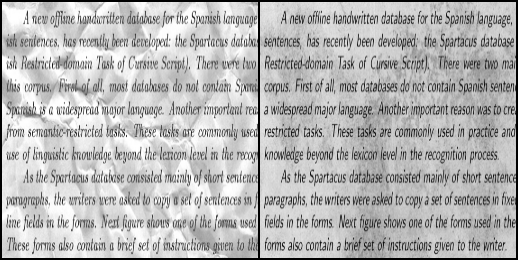 A new offline handwritten database for the Spanish language
ish sentences, has recently been developed: the Spartacus databas
ish Restricted-domain Task of Cursive Script). There were two
this corpus. First of all, most databases do not contain Spani
Spanish is a widespread major language. Another important rea
from semantic-restricted tasks. These tasks are commonly used
use of linguistic knowledge beyond the lexicon level in the recog
As the Spartacus database consisted mainly of short sentence
paragraphs, the writers were asked to copy a set of sentences in f
line fields in the forms. Next figure shows one of the forms used
These forms also contain a brief set of instructions given to the
A new offline handwritten database for the Spanish language,
sentences, has recently been developed: the Spartacus database
Restricted-domain Task of Cursive Script). There were two mai
corpus. First of all, most databases do not contain Spanish senten
a widespread major language. Another important reason was to crea
restricted tasks. These tasks are commonly used in practice and
knowledge beyond the lexicon level in the recognition process.
As the Spartacus database consisted mainly of short sentence
paragraphs, the writers were asked to copy a set of sentences in fixe
fields in the forms. Next figure shows one of the forms used in the
forms also contain a brief set of instructions given to the writer.